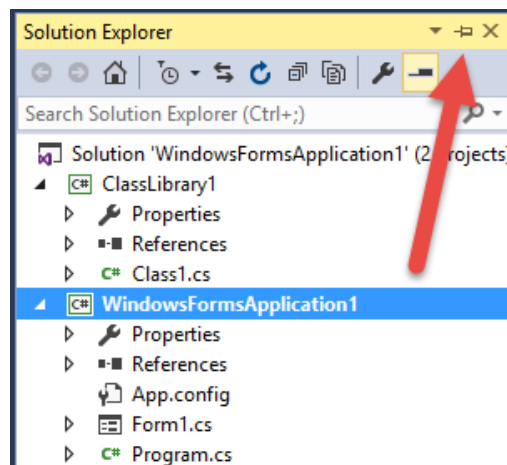 Solution Explorer
Search Solution Explorer (Ctrl+;)
Solution 'WindowsFormsApplication1' (2 projects)
C# ClassLibrary1
Properties
References
C# Class1.cs
C# WindowsFormsApplication1
Properties
References
App.config
Form1.cs
C# Program.cs